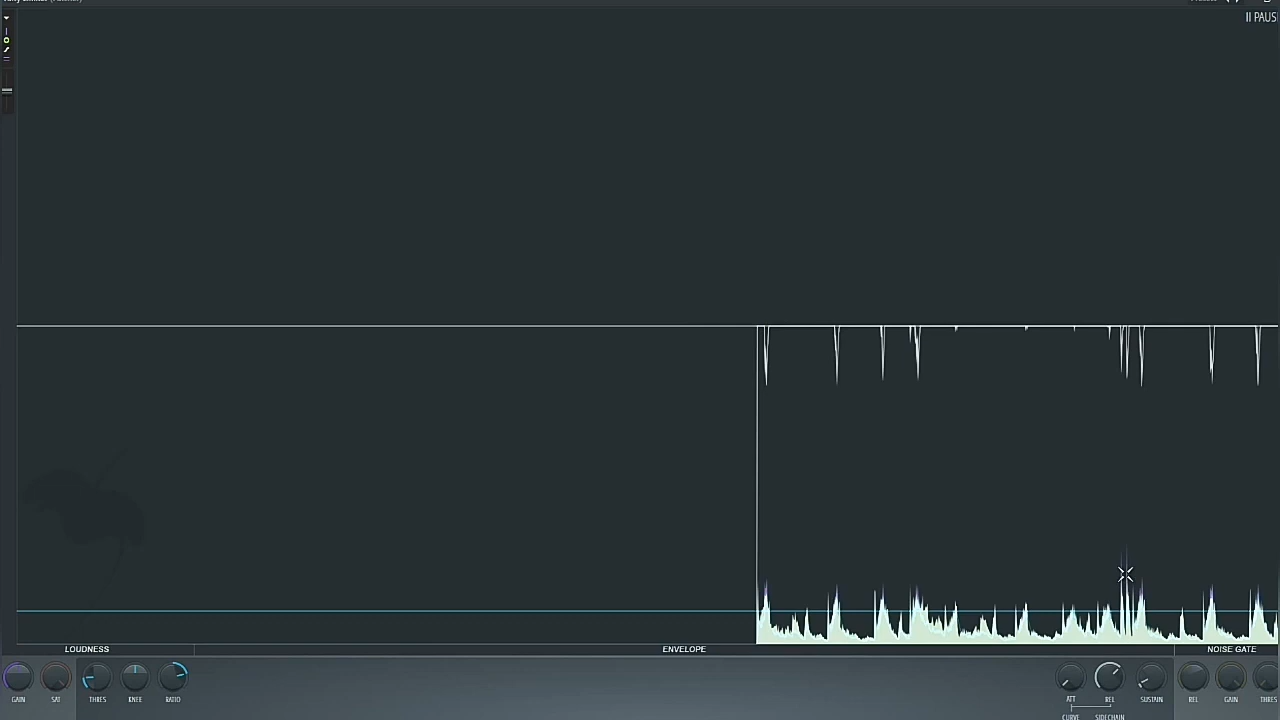 II PAUS
LOUDNESS
ENVELOPE
NOISE GATE
GAIN SAT THRES KNEE RATIO ATT REL SUSTAIN REL GAIN THRES
CURVE SIDECHAIN